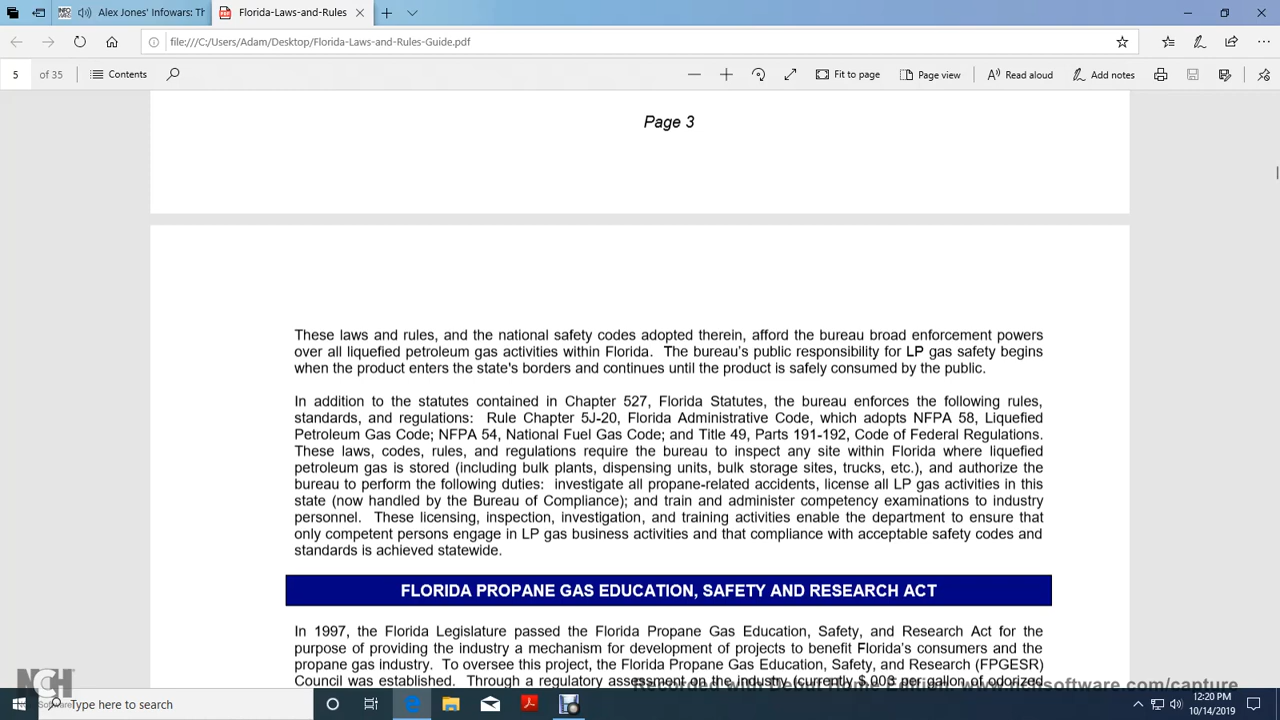 Alex Jones' Infowars: Th
Florida-Laws-and-Rules
file:///C:/Users/Adam/Desktop/Florida-Laws-and-Rules-Guide.pdf
5 of 35 Contents Fit to page Page view Read aloud Add notes
Page 3
These laws and rules, and the national safety codes adopted therein, afford the bureau broad enforcement powers
over all liquefied petroleum gas activities within Florida. The bureau's public responsibility for LP gas safety begins
when the product enters the state's borders and continues until the product is safely consumed by the public.
In addition to the statutes contained in Chapter 527, Florida Statutes, the bureau enforces the following rules,
standards, and regulations: Rule Chapter 5J-20, Florida Administrative Code, which adopts NFPA 58, Liquefied
Petroleum Gas Code; NFPA 54, National Fuel Gas Code; and Title 49, Parts 191-192, Code of Federal Regulations.
These laws, codes, rules, and regulations require the bureau to inspect any site within Florida where liquefied
petroleum gas is stored (including bulk plants, dispensing units, bulk storage sites, trucks, etc.), and authorize the
bureau to perform the following duties: investigate all propane-related accidents, license all LP gas activities in this
state (now handled by the Bureau of Compliance); and train and administer competency examinations to industry
personnel. These licensing, inspection, investigation, and training activities enable the department to ensure that
only competent persons engage in LP gas business activities and that compliance with acceptable safety codes and
standards is achieved statewide.
FLORIDA PROPANE GAS EDUCATION, SAFETY AND RESEARCH ACT
In 1997, the Florida Legislature passed the Florida Propane Gas Education, Safety, and Research Act for the
purpose of providing the industry a mechanism for development of projects to benefit Florida's consumers and the
propane gas industry. To oversee this project, the Florida Propane Gas Education, Safety, and Research (FPGESR)
Council was established. Through a regulatory assessment on the industry (currently $.003 per gallon of odorized
Recorded with Debut Home Edition. www.nchsoftware.com/capture
NCH
Type here to search
12:20 PM
10/14/2019